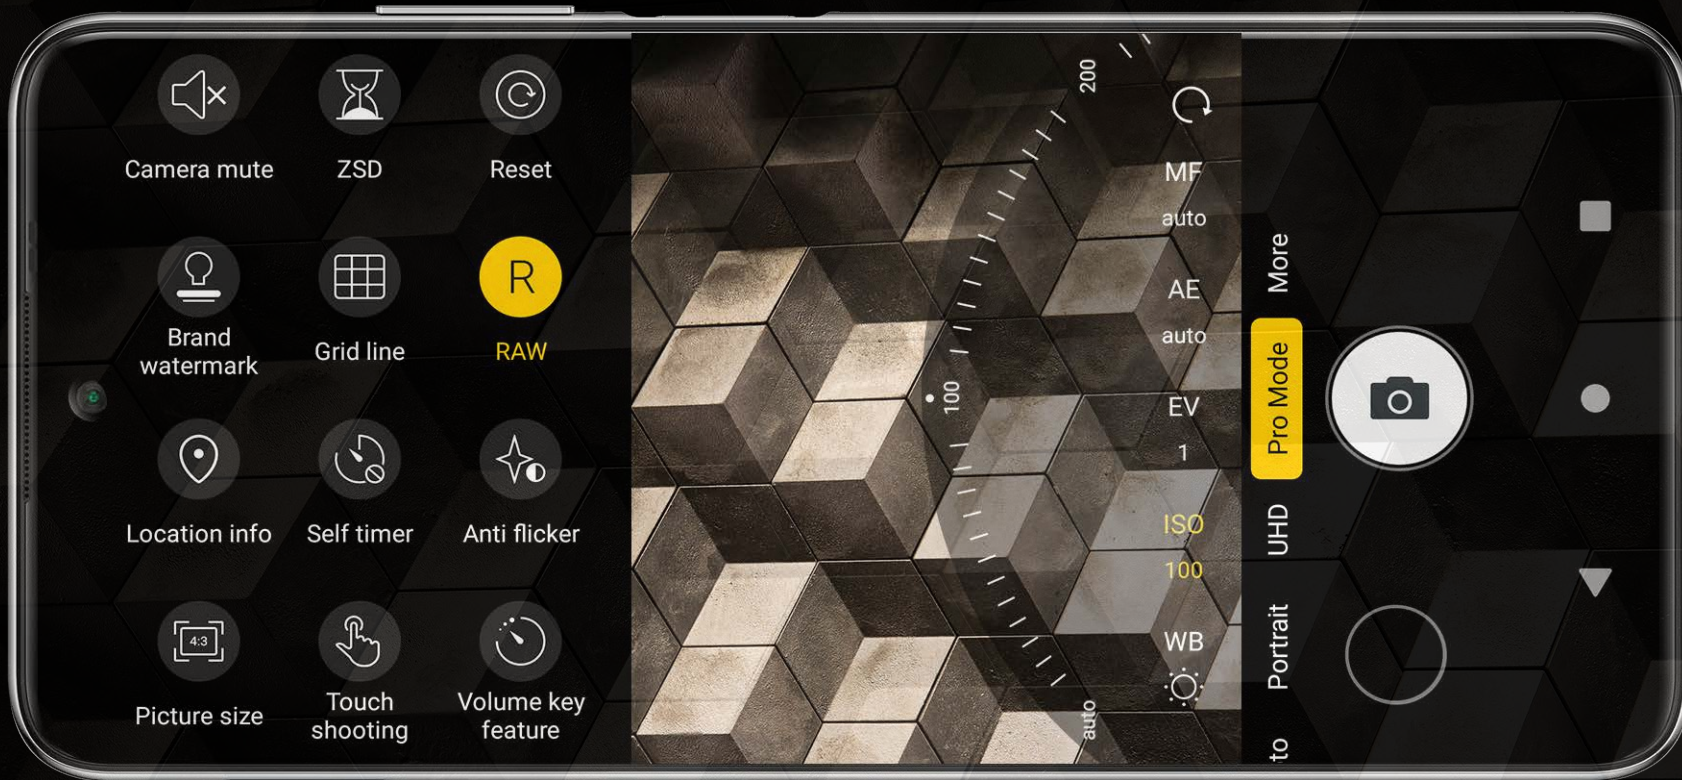 Camera mute
ZSD
Reset
Brand
watermark
Grid line
R
RAW
Location info
Self timer
Anti flicker
4:3
Picture size
Touch
shooting
Volume key
feature
200
100
auto
MF
auto
AE
auto
EV
1
ISO
100
WB
More
Pro Mode
UHD
Portrait
to